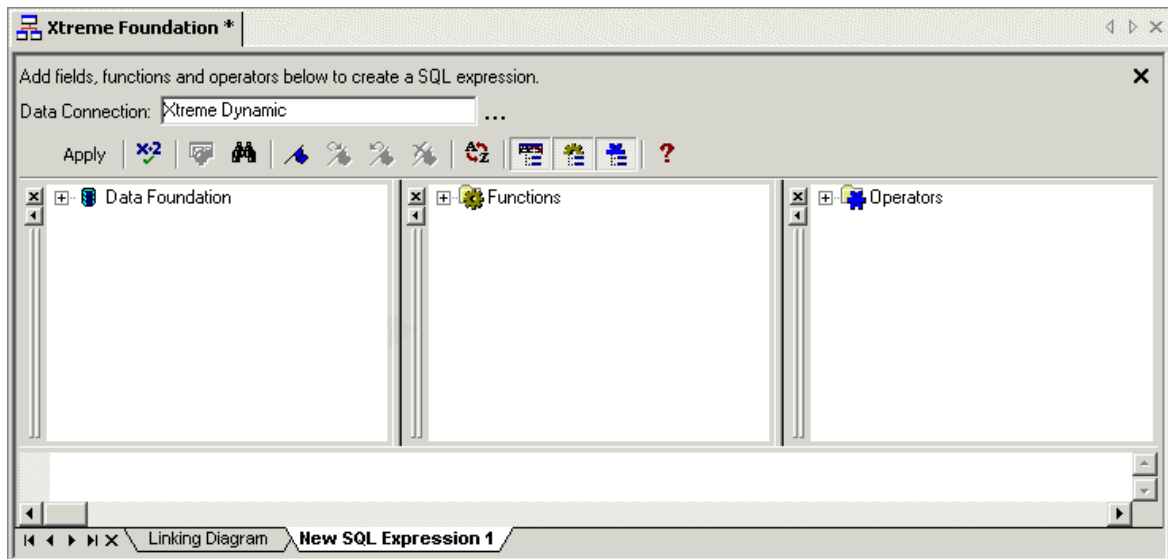 Xtreme Foundation *
Add fields, functions and operators below to create a SQL expression.
Data Connection: Xtreme Dynamic ...
Apply x+2 A Z ?
Data Foundation
Functions
Operators
Linking Diagram New SQL Expression 1